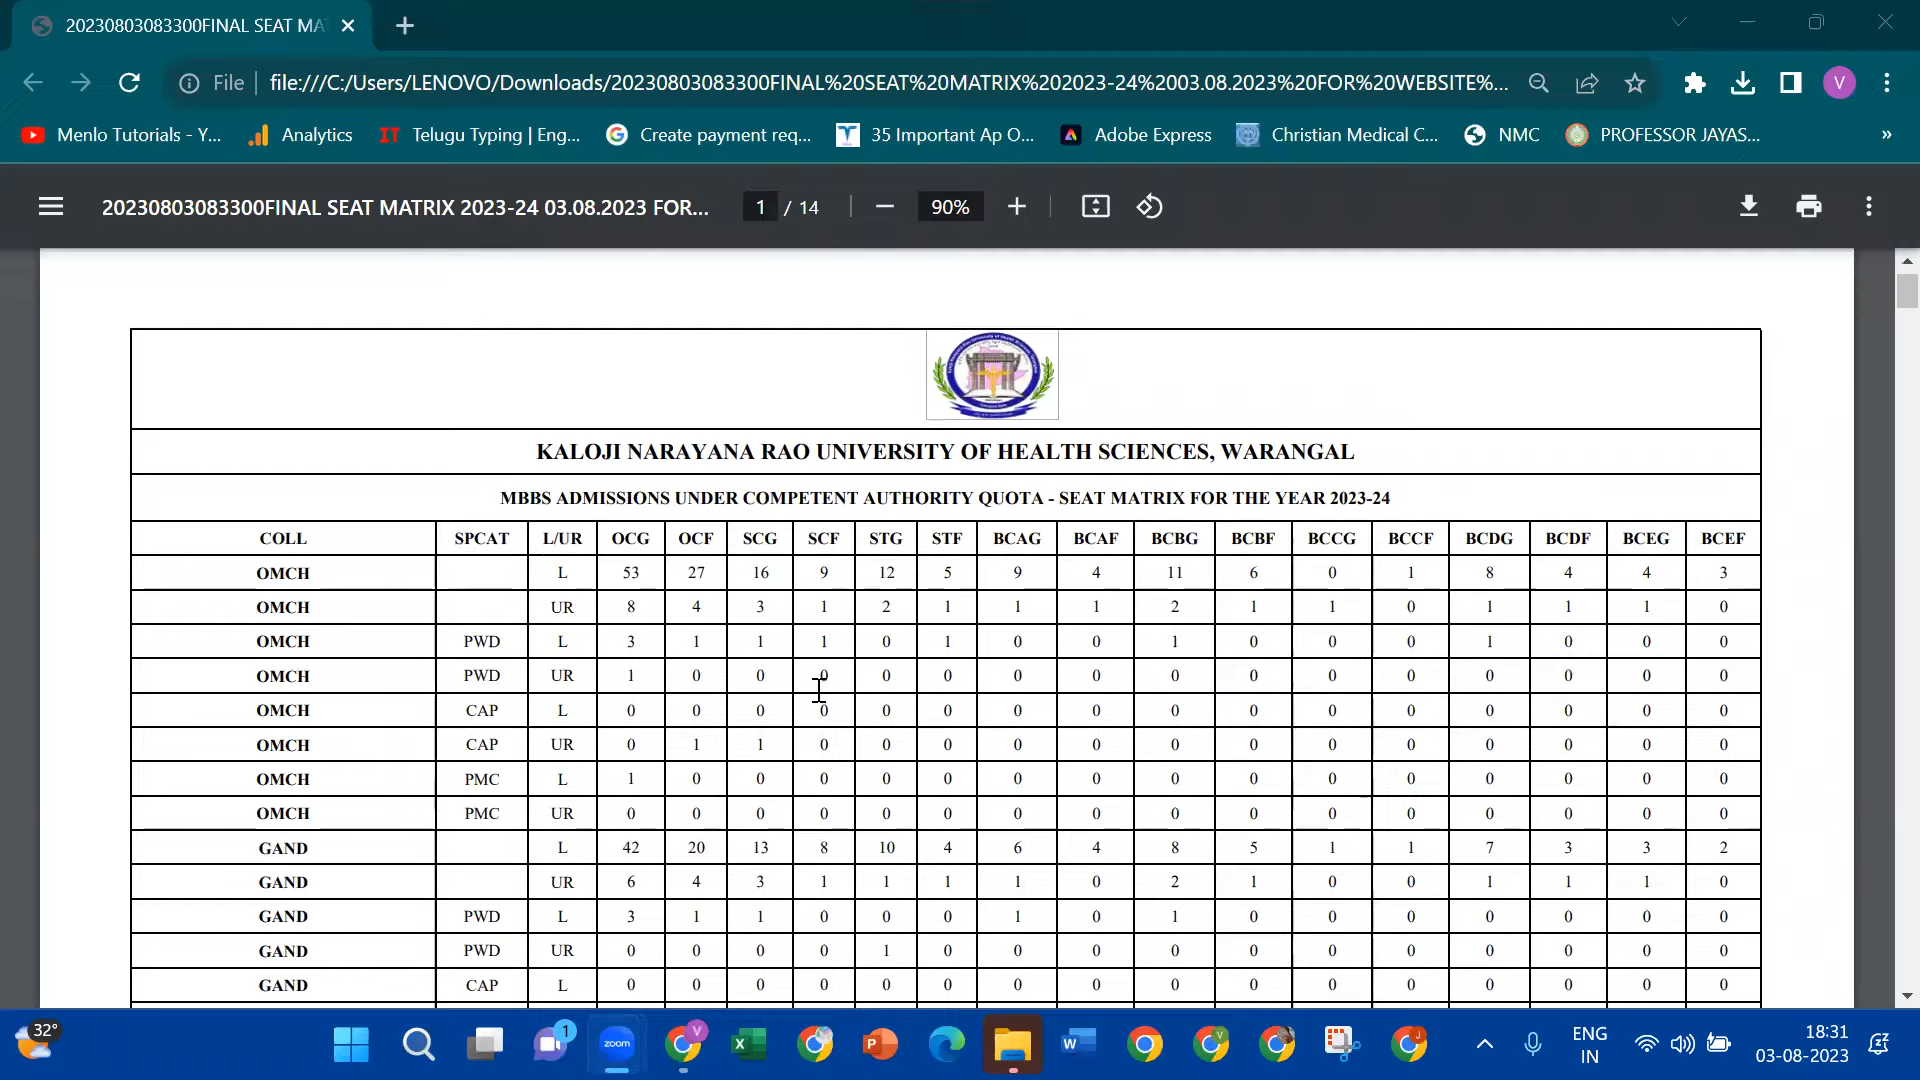 20230803083300FINAL SEAT MA
File file:///C:/Users/LENOVO/Downloads/20230803083300FINAL%20SEAT%20MATRIX%202023-24%2003.08.2023%20FOR%20WEBSITE%... V
Menlo Tutorials - Y... Analytics Telugu Typing | Eng... Create payment req... 35 Important Ap O... Adobe Express Christian Medical C... NMC PROFESSOR JAYAS... »
20230803083300FINAL SEAT MATRIX 2023-24 03.08.2023 FOR... 1 / 14 90%
KALOJI NARAYANA RAO UNIVERSITY OF HEALTH SCIENCES, WARANGAL
MBBS ADMISSIONS UNDER COMPETENT AUTHORITY QUOTA - SEAT MATRIX FOR THE YEAR 2023-24
COLL SPCAT L/UR OCG OCF SCG SCF STG STF BCAG BCAF BCBG BCBF BCCG BCCF BCDG BCDF BCEG BCEF
OMCH L 53 27 16 9 12 5 9 4 11 6 0 1 8 4 4 3
OMCH UR 8 4 3 1 2 1 1 1 2 1 1 0 1 1 1 0
OMCH PWD L 3 1 1 1 0 1 0 0 1 0 0 0 1 0 0 0
OMCH PWD UR 1 0 0 0 0 0 0 0 0 0 0 0 0 0 0 0
OMCH CAP L 0 0 0 0 0 0 0 0 0 0 0 0 0 0 0 0
OMCH CAP UR 0 1 1 0 0 0 0 0 0 0 0 0 0 0 0 0
OMCH PMC L 1 0 0 0 0 0 0 0 0 0 0 0 0 0 0 0
OMCH PMC UR 0 0 0 0 0 0 0 0 0 0 0 0 0 0 0 0
GAND L 42 20 13 8 10 4 6 4 8 5 1 1 7 3 3 2
GAND UR 6 4 3 1 1 1 1 0 2 1 0 0 1 1 1 0
GAND PWD L 3 1 1 0 0 0 1 0 1 0 0 0 0 0 0 0
GAND PWD UR 0 0 0 0 1 0 0 0 0 0 0 0 0 0 0 0
GAND CAP L 0 0 0 0 0 0 0 0 0 0 0 0 0 0 0 0
32° 1 zoom V ENG 18:31
IN 03-08-2023